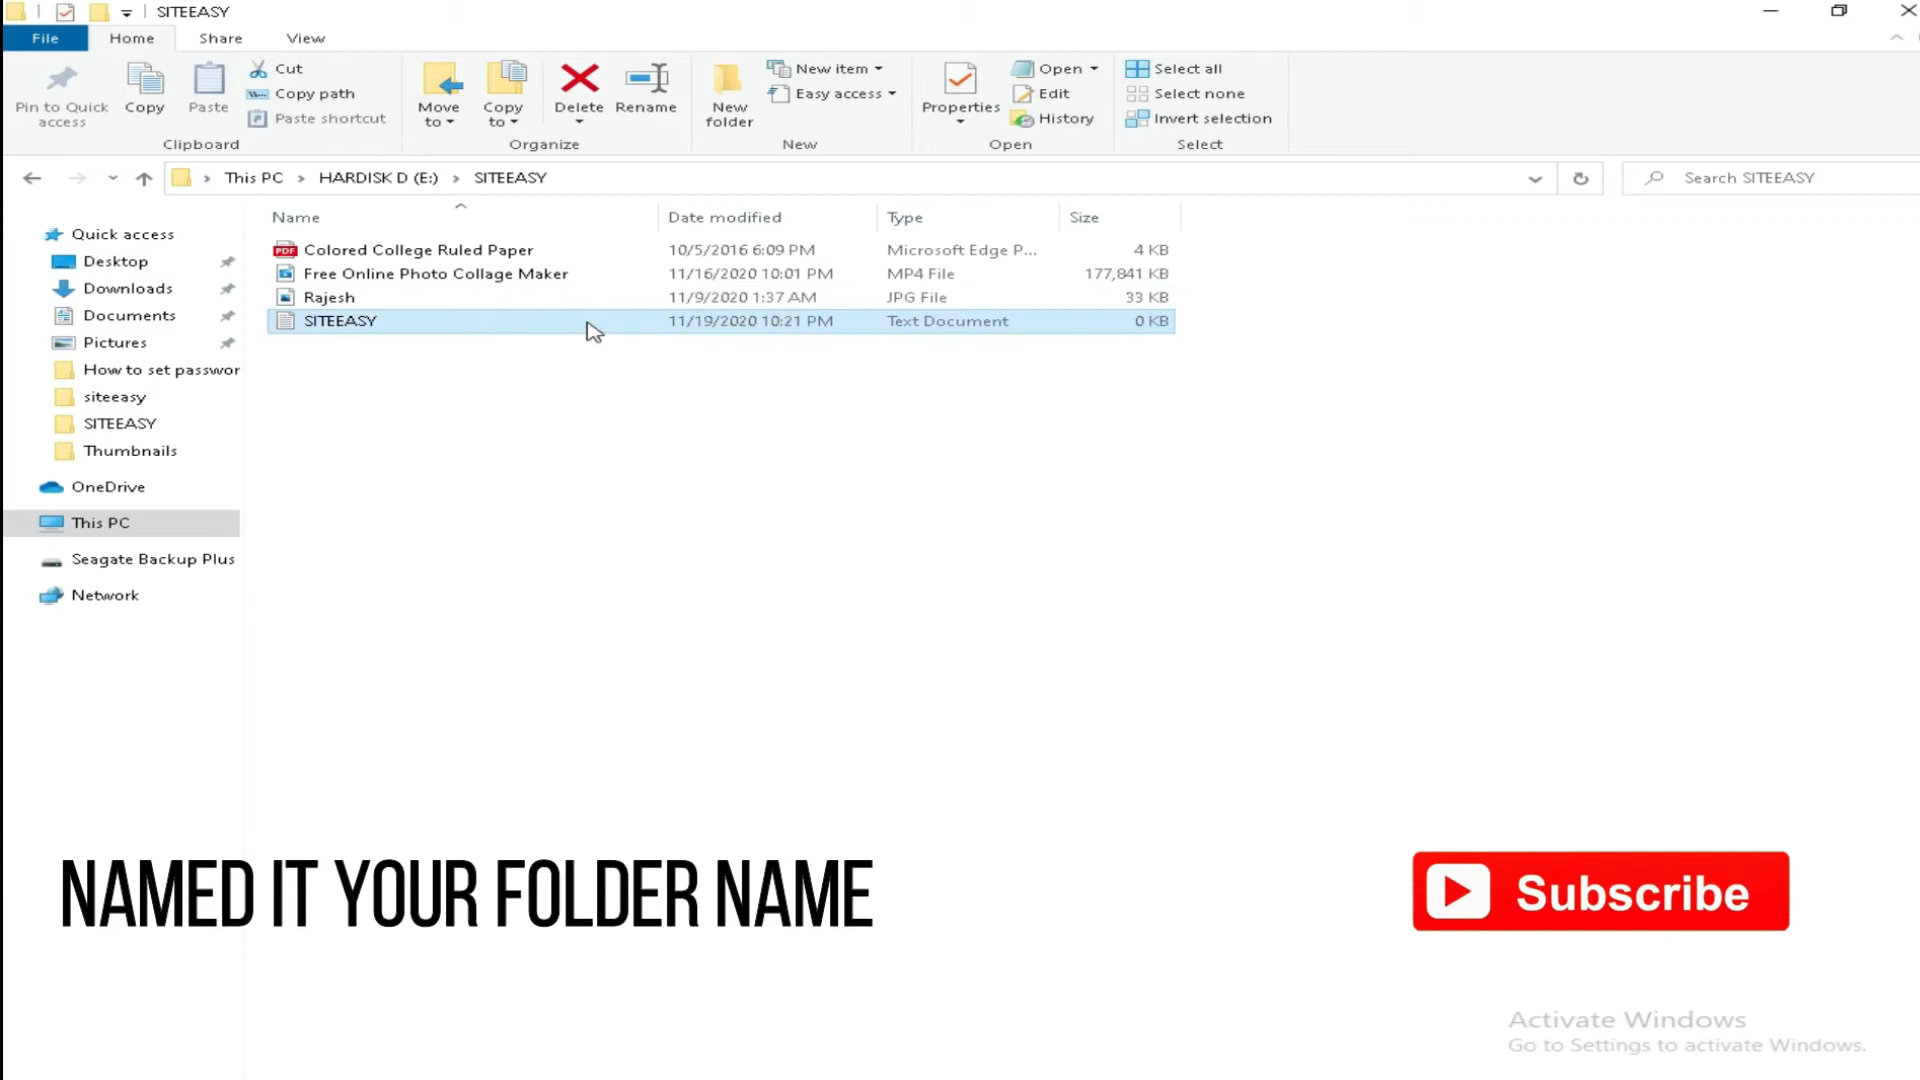 SITEEASY
File Home Share View
Pin to Quick access
Copy
Paste
Cut
Copy path
Paste shortcut
Clipboard
Move to
Copy to
Delete
Rename
Organize
New folder
New item
Easy access
New
Properties
Open
Edit
History
Open
Select all
Select none
Invert selection
Select
This PC > HARDISK D (E:) > SITEEASY
Search SITEEASY
Quick access
Desktop
Downloads
Documents
Pictures
How to set passwor
siteeasy
SITEEASY
Thumbnails
OneDrive
This PC
Seagate Backup Plus
Network
Name Date modified Type Size
PDF Colored College Ruled Paper 10/5/2016 6:09 PM Microsoft Edge P... 4 KB
Free Online Photo Collage Maker 11/16/2020 10:01 PM MP4 File 177,841 KB
Rajesh 11/9/2020 1:37 AM JPG File 33 KB
SITEEASY 11/19/2020 10:21 PM Text Document 0 KB
NAMED IT YOUR FOLDER NAME
Subscribe
Activate Windows
Go to Settings to activate Windows.